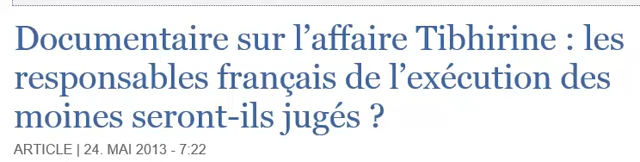 Documentaire sur l’affaire Tibhirine : les
responsables français de l’exécution des
moines seront-ils jugés ?
ARTICLE | 24. MAI 2013 - 7:22